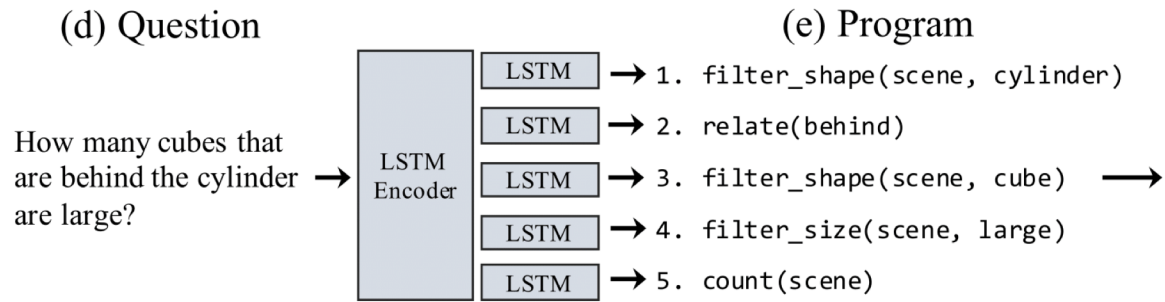 (d) Question
(e) Program
How many cubes that
are behind the cylinder
are large?
LSTM
Encoder
LSTM
1. filter_shape(scene, cylinder)
LSTM
2. relate(behind)
LSTM
3. filter_shape(scene, cube)
LSTM
4. filter_size(scene, large)
LSTM
5. count(scene)